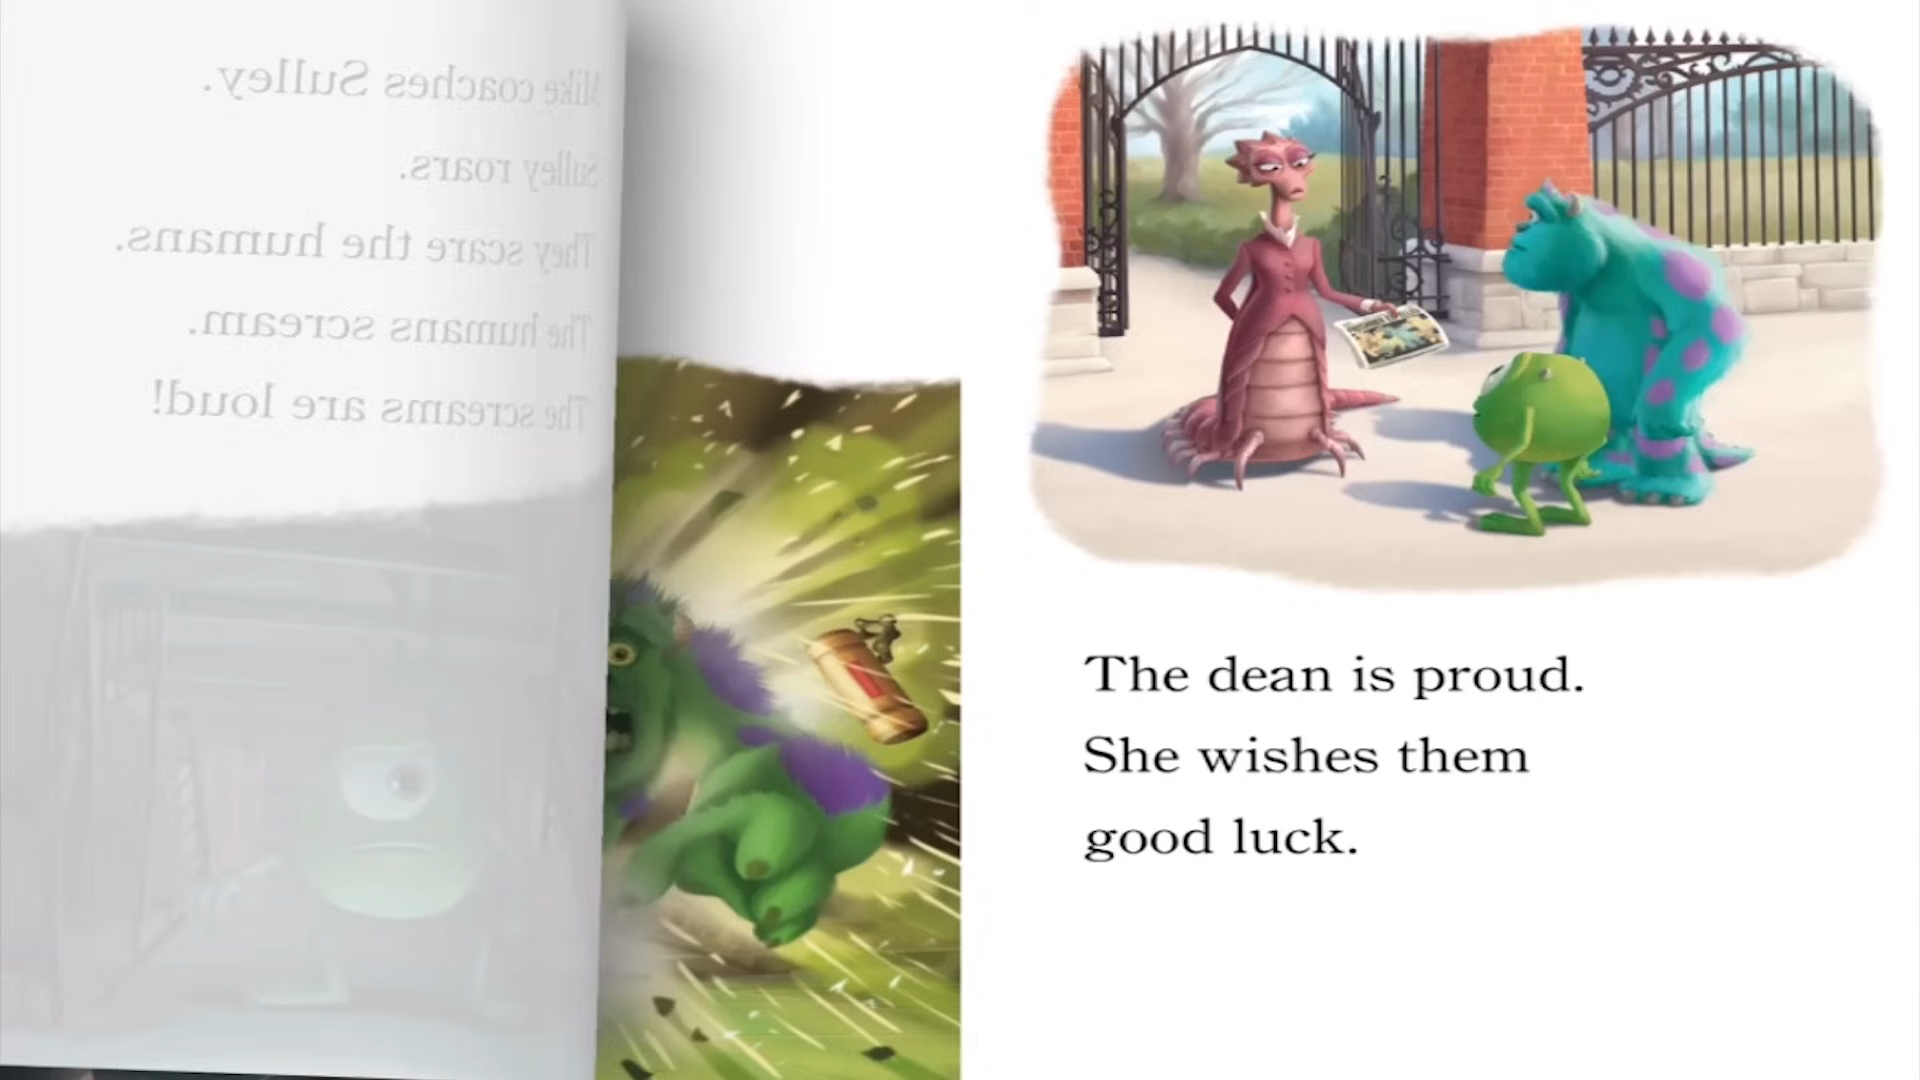 Mike coaches Sulley.
Sulley roars.
They scare the humans.
The humans scream.
The screams are loud!
The dean is proud.
She wishes them
good luck.